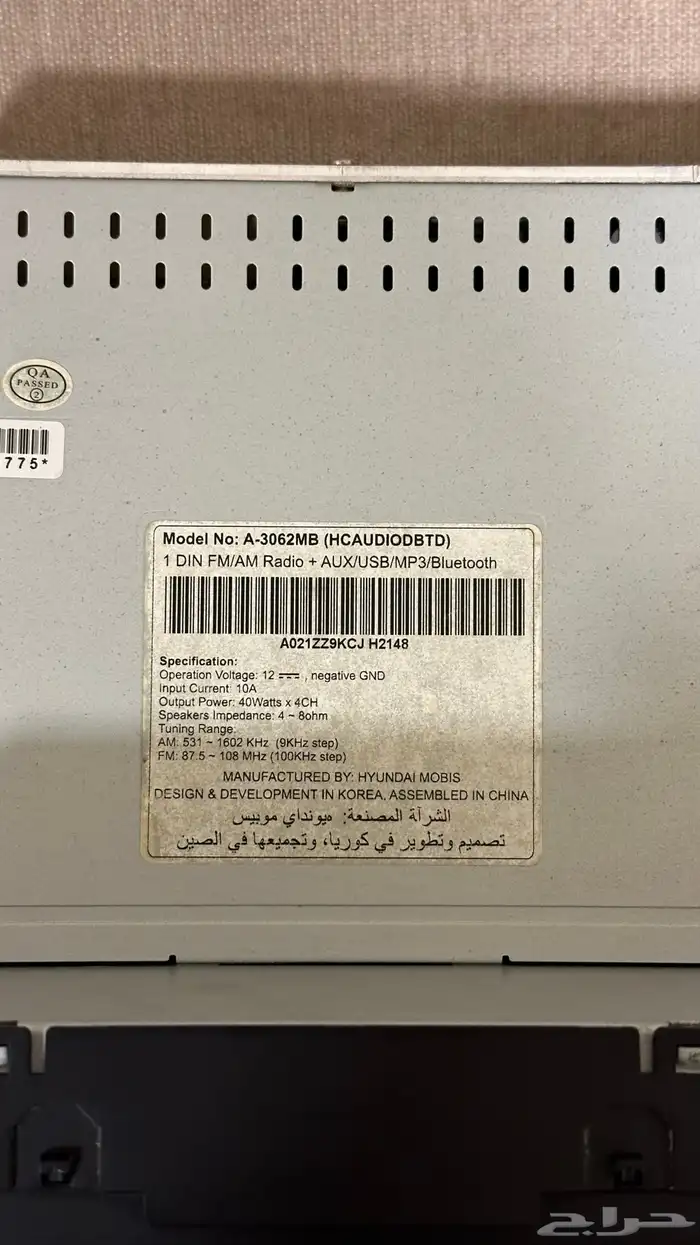 QA
PASSED
2
775*
Model No: A-3062MB (HCAUDIODBTD)
1 DIN FM/AM Radio + AUX/USB/MP3/Bluetooth
A021ZZ9KCJ H2148
Specification:
Operation Voltage: 12 ⎓, negative GND
Input Current: 10A
Output Power: 40Watts x 4CH
Speakers Impedance: 4 ~ 8ohm
Tuning Range:
AM: 531 ~ 1602 KHz (9KHz step)
FM: 87.5 ~ 108 MHz (100KHz step)
MANUFACTURED BY: HYUNDAI MOBIS
DESIGN & DEVELOPMENT IN KOREA, ASSEMBLED IN CHINA
الشرآة المصنعة: هيونداي موبيس
تصميم وتطوير في كوريا، وتجميعها في الصين
حراج